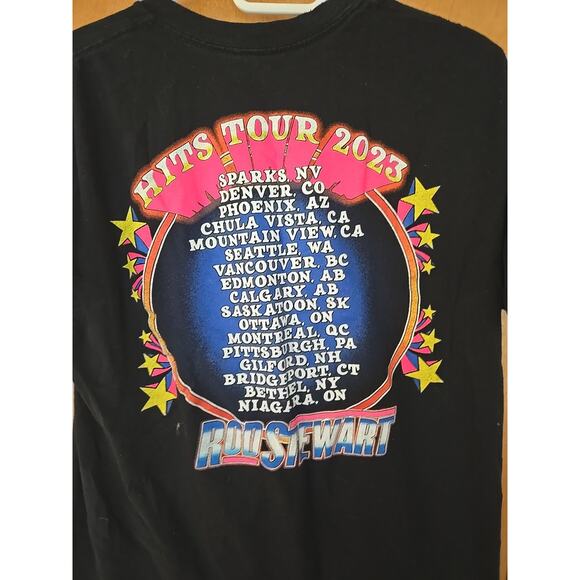 HITS TOUR 2023
SPARKS, NV
DENVER, CO
PHOENIX, AZ
CHULA VISTA, CA
MOUNTAIN VIEW, CA
SEATTLE, WA
VANCOUVER, BC
EDMONTON, AB
CALGARY, AB
SASKATOON, SK
OTTAWA, ON
MONTREAL, QC
PITTSBURGH, PA
GILFORD, NH
BRIDGEPORT, CT
BETHEL, NY
NIAGARA, ON
ROD STEWART